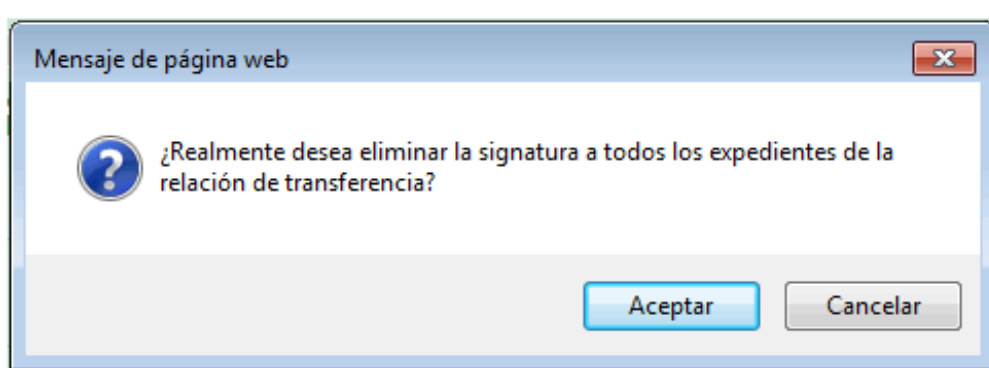 Mensaje de página web
¿Realmente desea eliminar la signatura a todos los expedientes de la
relación de transferencia?
Aceptar
Cancelar